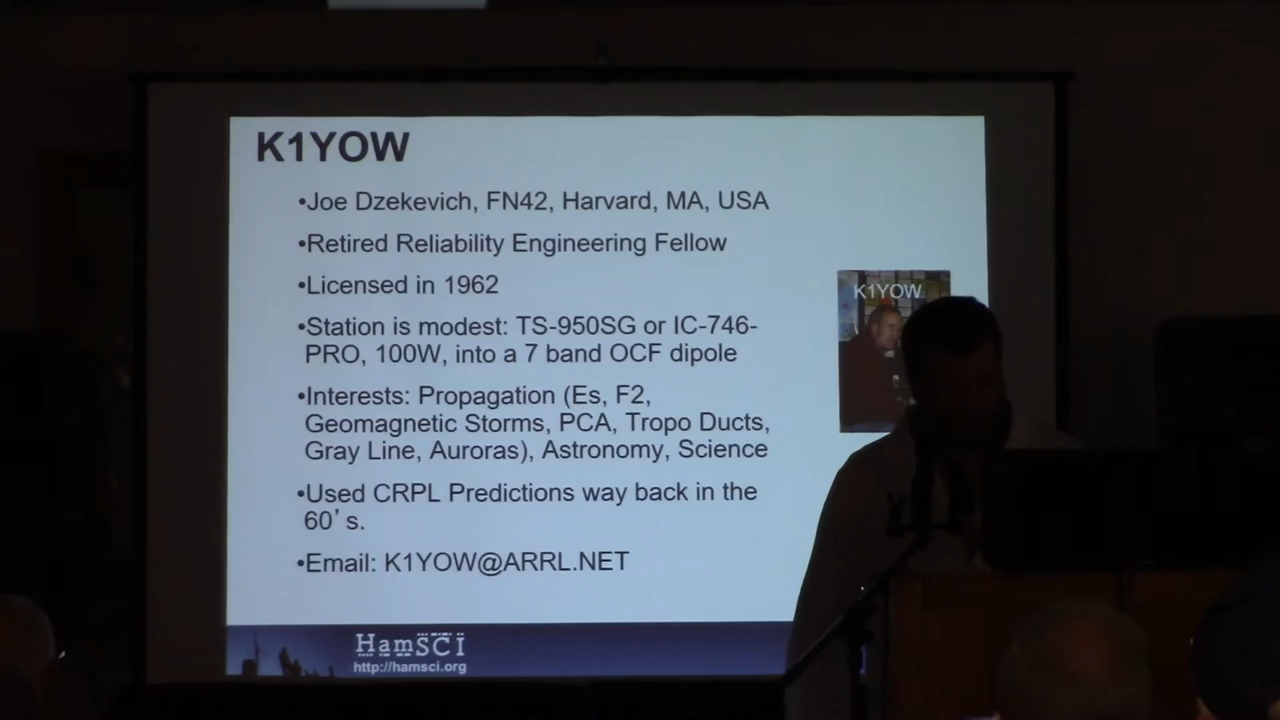 K1YOW
•Joe Dzekevich, FN42, Harvard, MA, USA
•Retired Reliability Engineering Fellow
•Licensed in 1962
•Station is modest: TS-950SG or IC-746-
PRO, 100W, into a 7 band OCF dipole
•Interests: Propagation (Es, F2,
Geomagnetic Storms, PCA, Tropo Ducts,
Gray Line, Auroras), Astronomy, Science
•Used CRPL Predictions way back in the
60’s.
•Email: K1YOW@ARRL.NET
K1YOW
HamSCI
http://hamsci.org